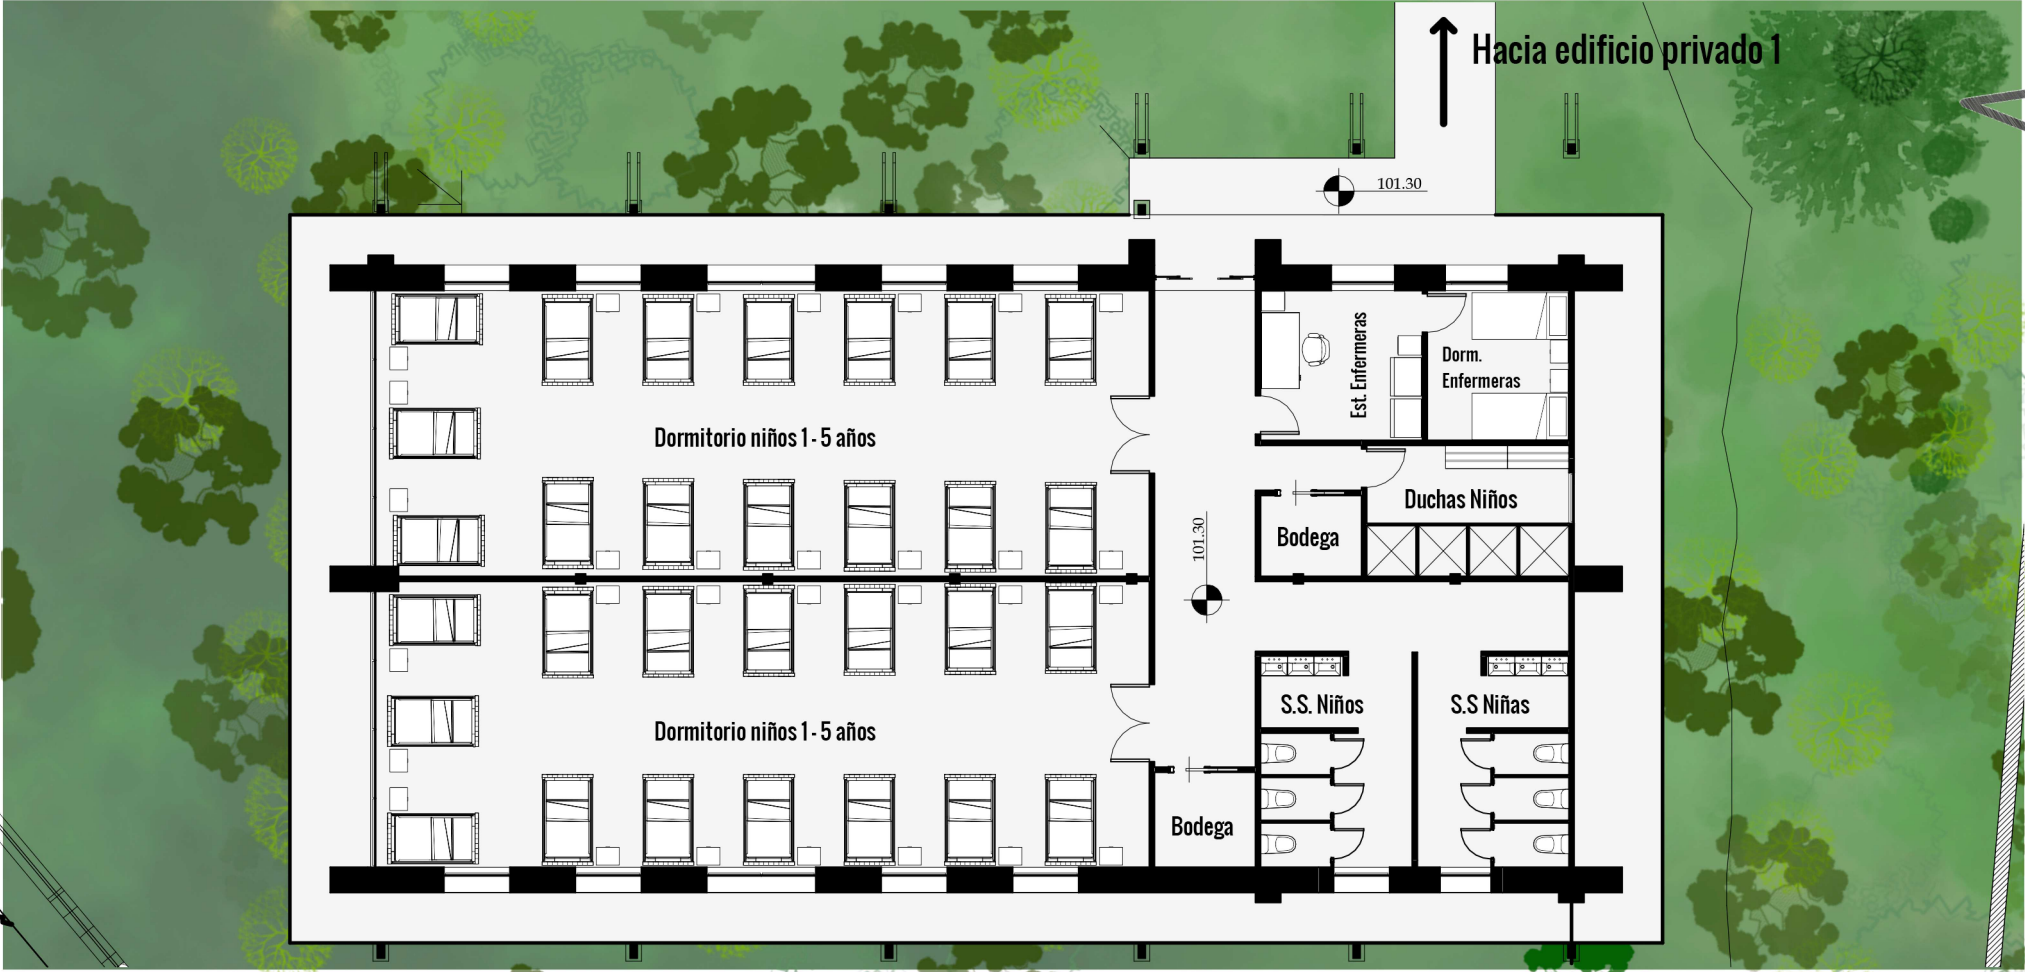 Hacia edificio privado 1
101.30
Est. Enfermeras
Dorm.
Enfermeras
Dormitorio niños 1 - 5 años
Duchas Niños
Bodega
101.30
S.S. Niños
S.S Niñas
Dormitorio niños 1 - 5 años
Bodega